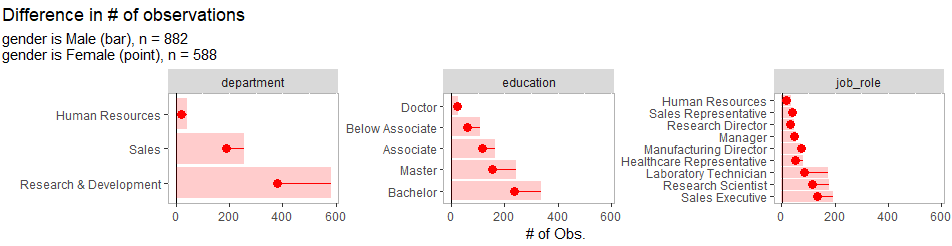 Difference in # of observations
gender is Male (bar), n = 882
gender is Female (point), n = 588
department
Human Resources
Sales
Research & Development
0 200 400 600
education
Doctor
Below Associate
Associate
Master
Bachelor
0 200 400 600
job_role
Human Resources
Sales Representative
Research Director
Manager
Manufacturing Director
Healthcare Representative
Laboratory Technician
Research Scientist
Sales Executive
0 200 400 600
# of Obs.